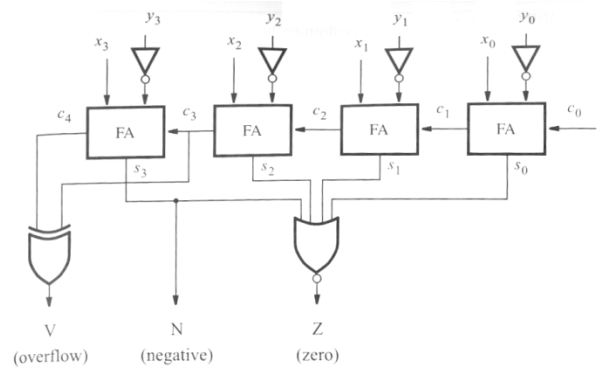 y3 y2 y1 y0
x3 x2 x1 x0
c4 c3 c2 c1 c0
FA FA FA FA
s3 s2 s1 s0
V N Z
(overflow) (negative) (zero)